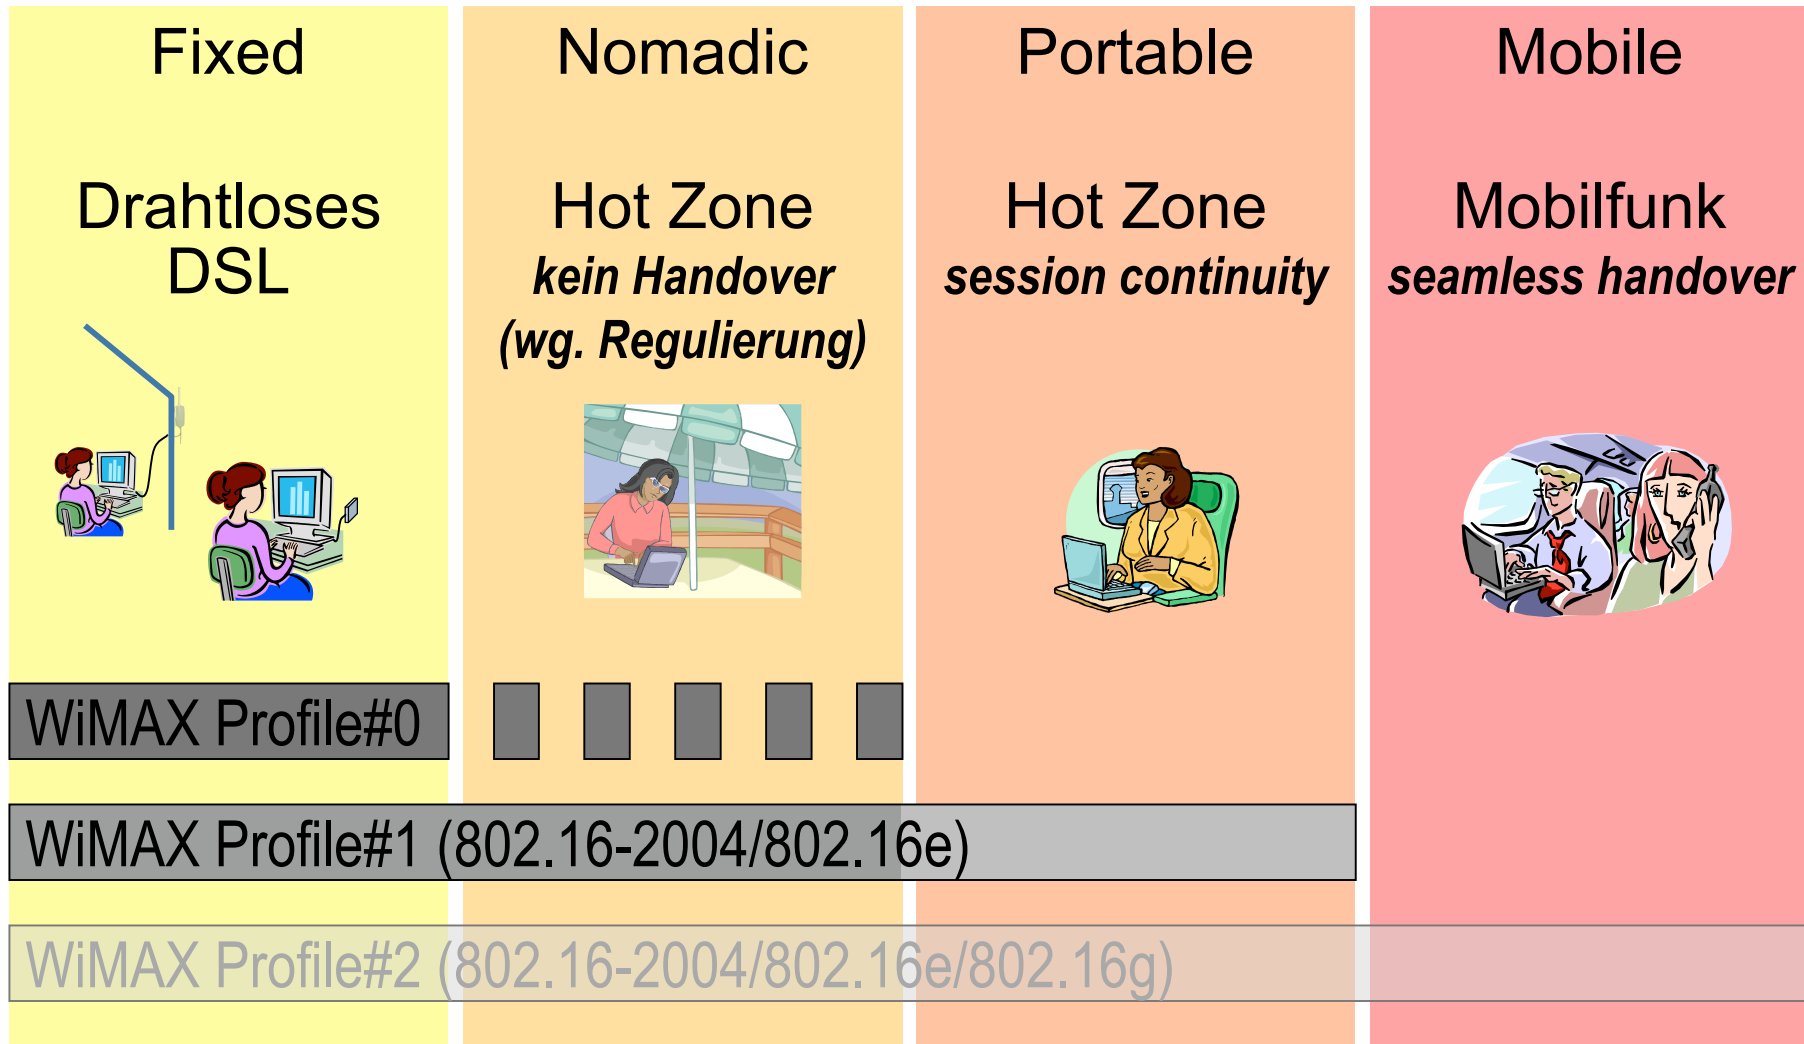 Fixed
Nomadic
Portable
Mobile
Drahtloses
DSL
Hot Zone
kein Handover
(wg. Regulierung)
Hot Zone
session continuity
Mobilfunk
seamless handover
WiMAX Profile#0
WiMAX Profile#1 (802.16-2004/802.16e)
WiMAX Profile#2 (802.16-2004/802.16e/802.16g)